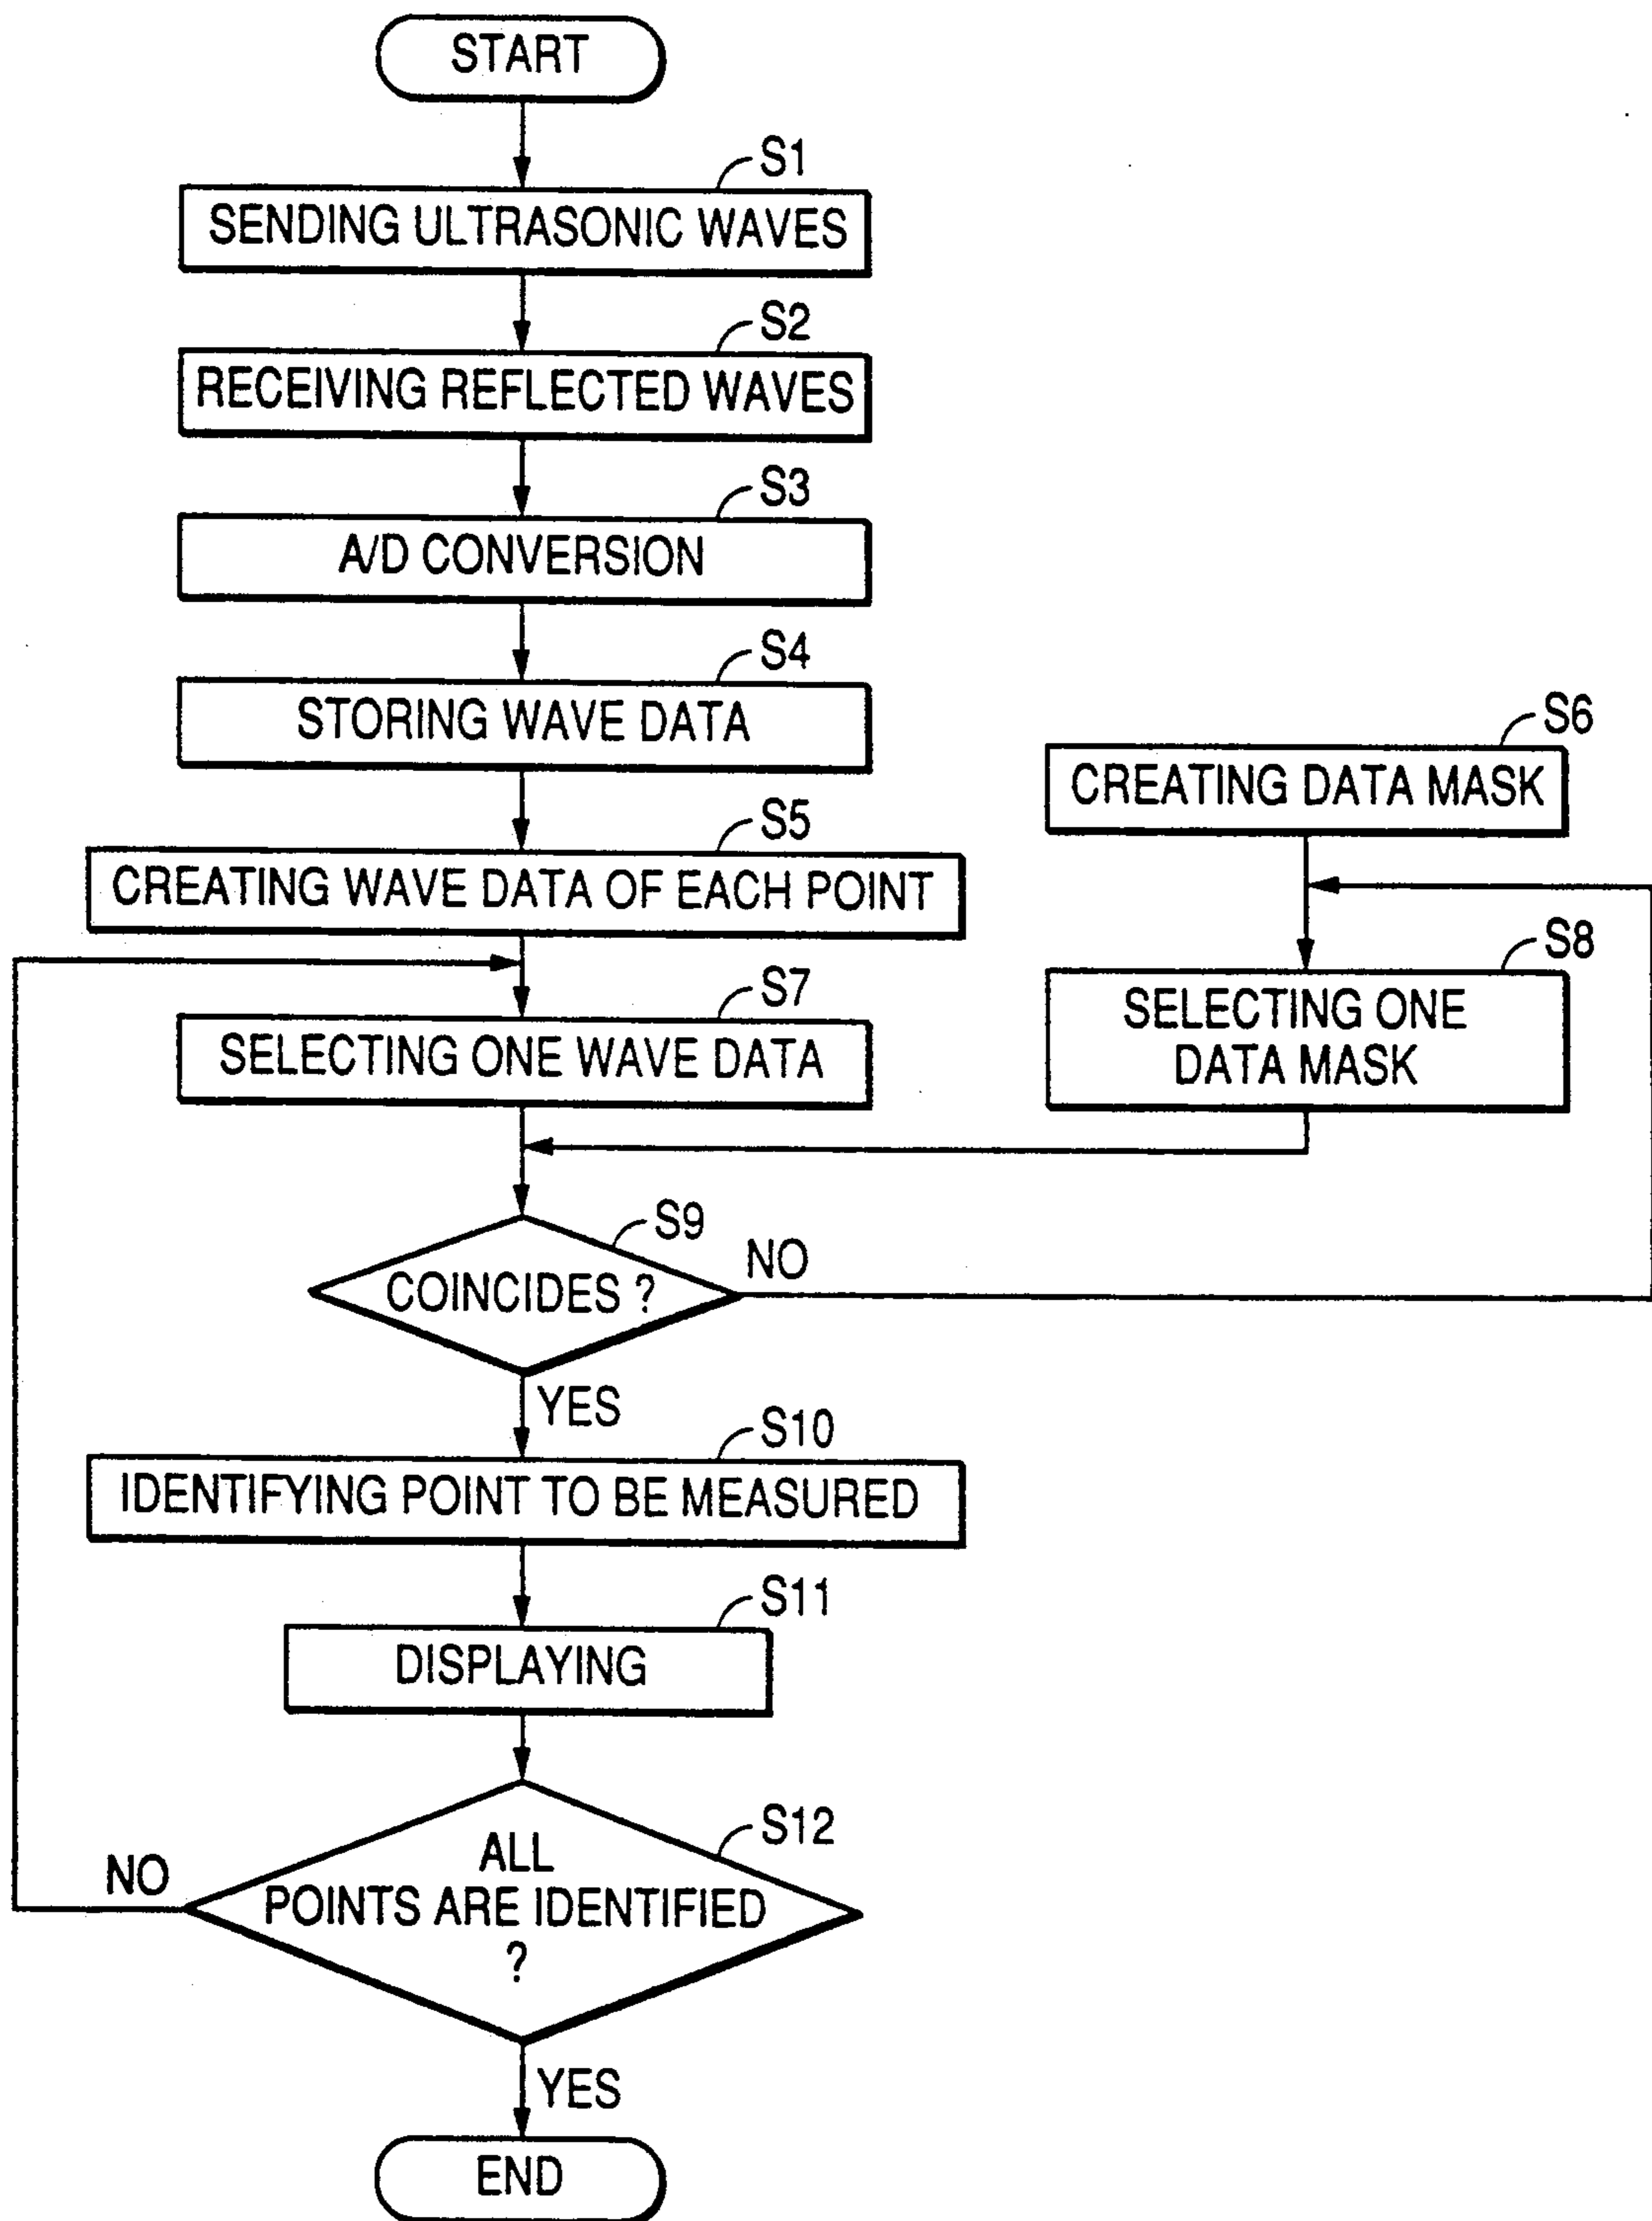 START
S1
SENDING ULTRASONIC WAVES
S2
RECEIVING REFLECTED WAVES
S3
A/D CONVERSION
S4
STORING WAVE DATA
S6
CREATING DATA MASK
S5
CREATING WAVE DATA OF EACH POINT
S7
SELECTING ONE WAVE DATA
S8
SELECTING ONE
DATA MASK
S9
COINCIDES ?
NO
YES
S10
IDENTIFYING POINT TO BE MEASURED
S11
DISPLAYING
S12
ALL
POINTS ARE IDENTIFIED
?
NO
YES
END